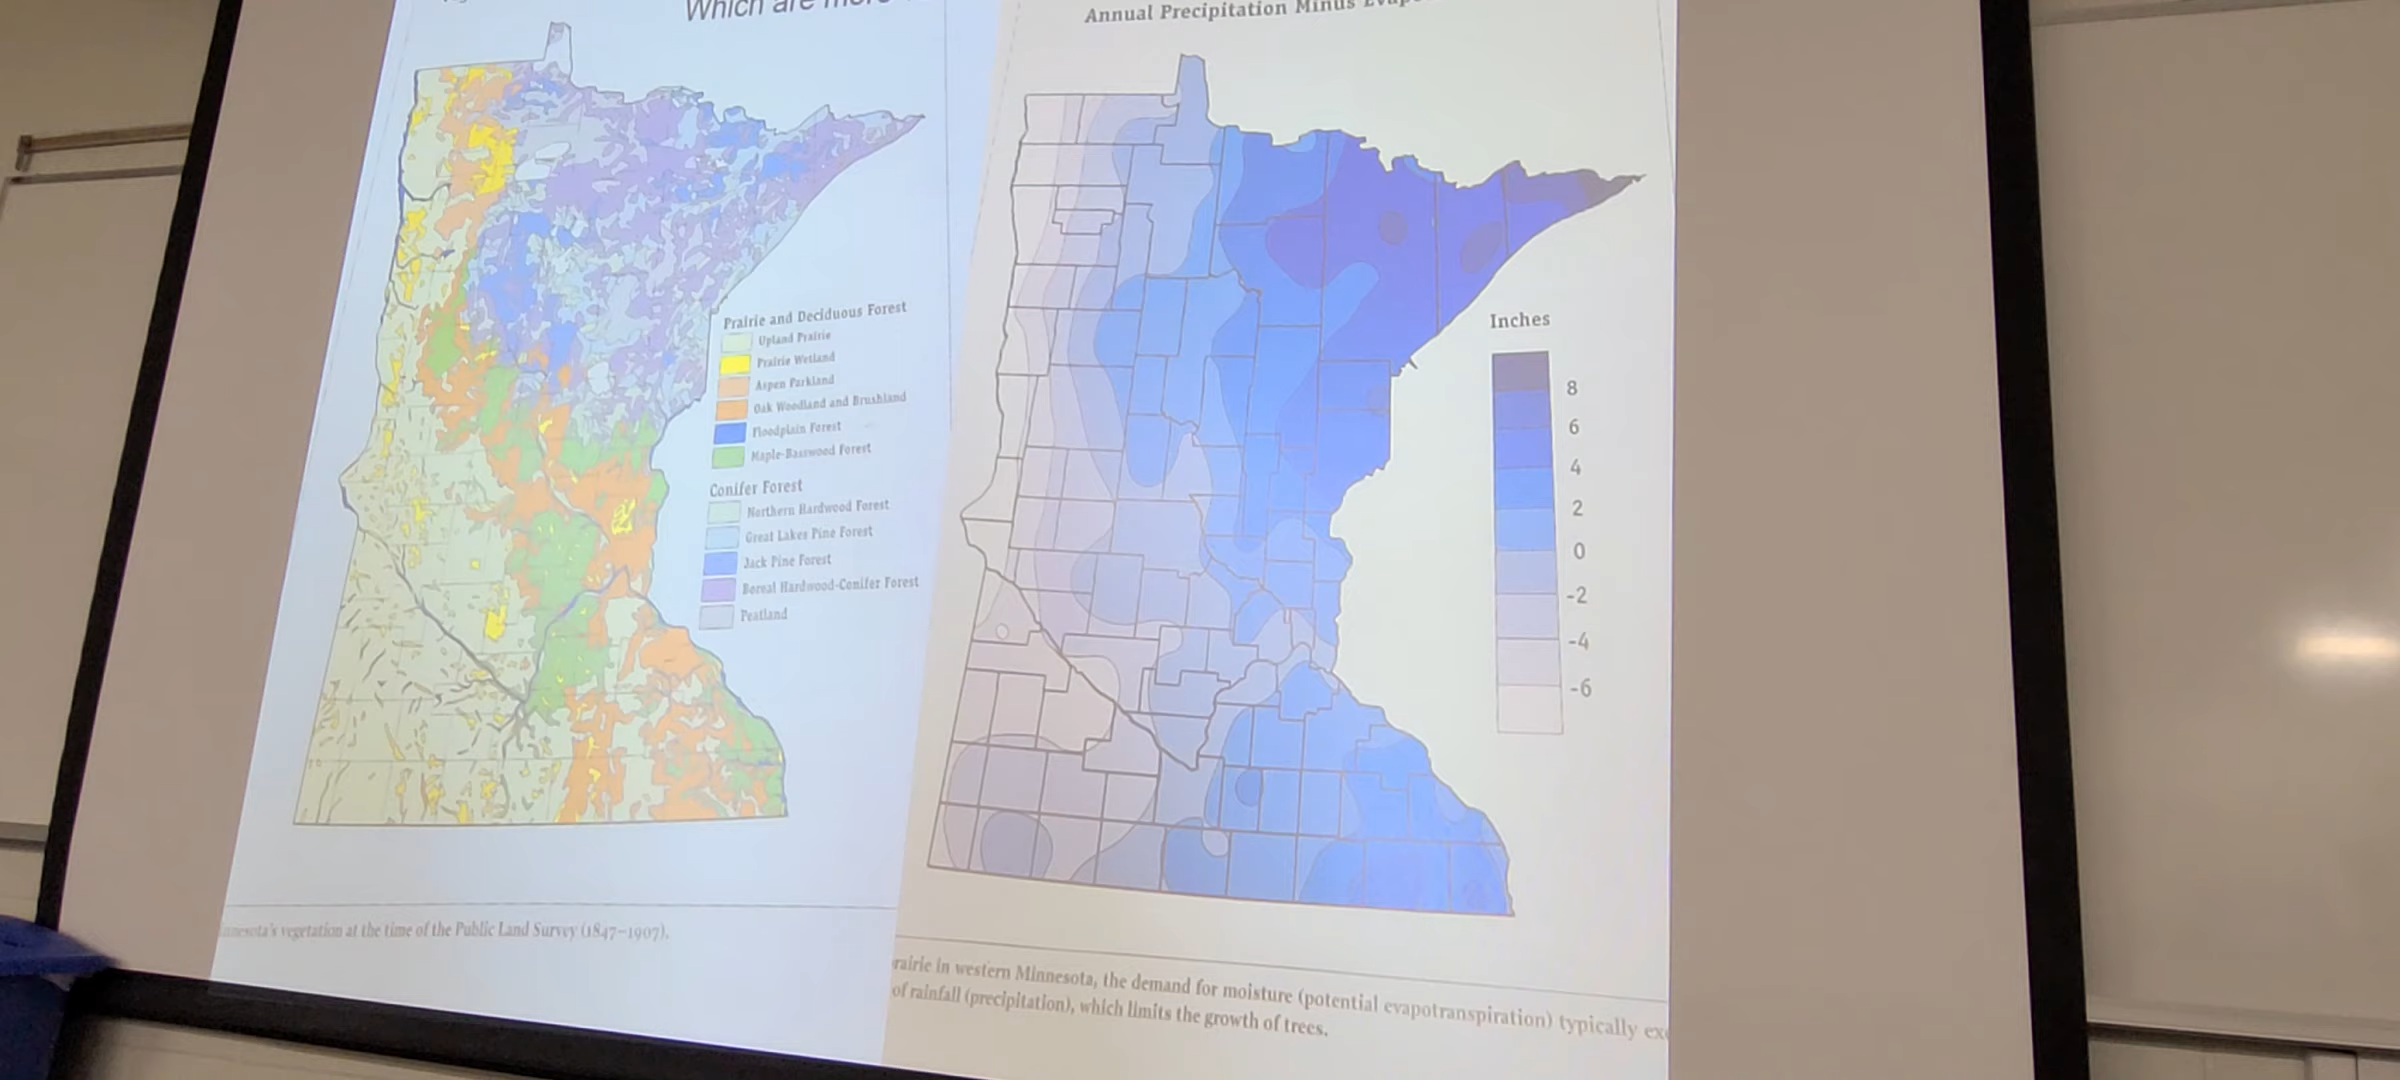 Which are more
Prairie and Deciduous Forest
Upland Prairie
Prairie Wetland
Aspen Parkland
Oak Woodland and Brushland
Floodplain Forest
Maple-Basswood Forest
Conifer Forest
Northern Hardwood Forest
Great Lakes Pine Forest
Jack Pine Forest
Boreal Hardwood-Conifer Forest
Peatland
nnesota's vegetation at the time of the Public Land Survey (1847–1907).
Annual Precipitation Minus
Inches
8
6
4
2
0
-2
-4
-6
rairie in western Minnesota, the demand for moisture (potential evapotranspiration) typically ex
of rainfall (precipitation), which limits the growth of trees.